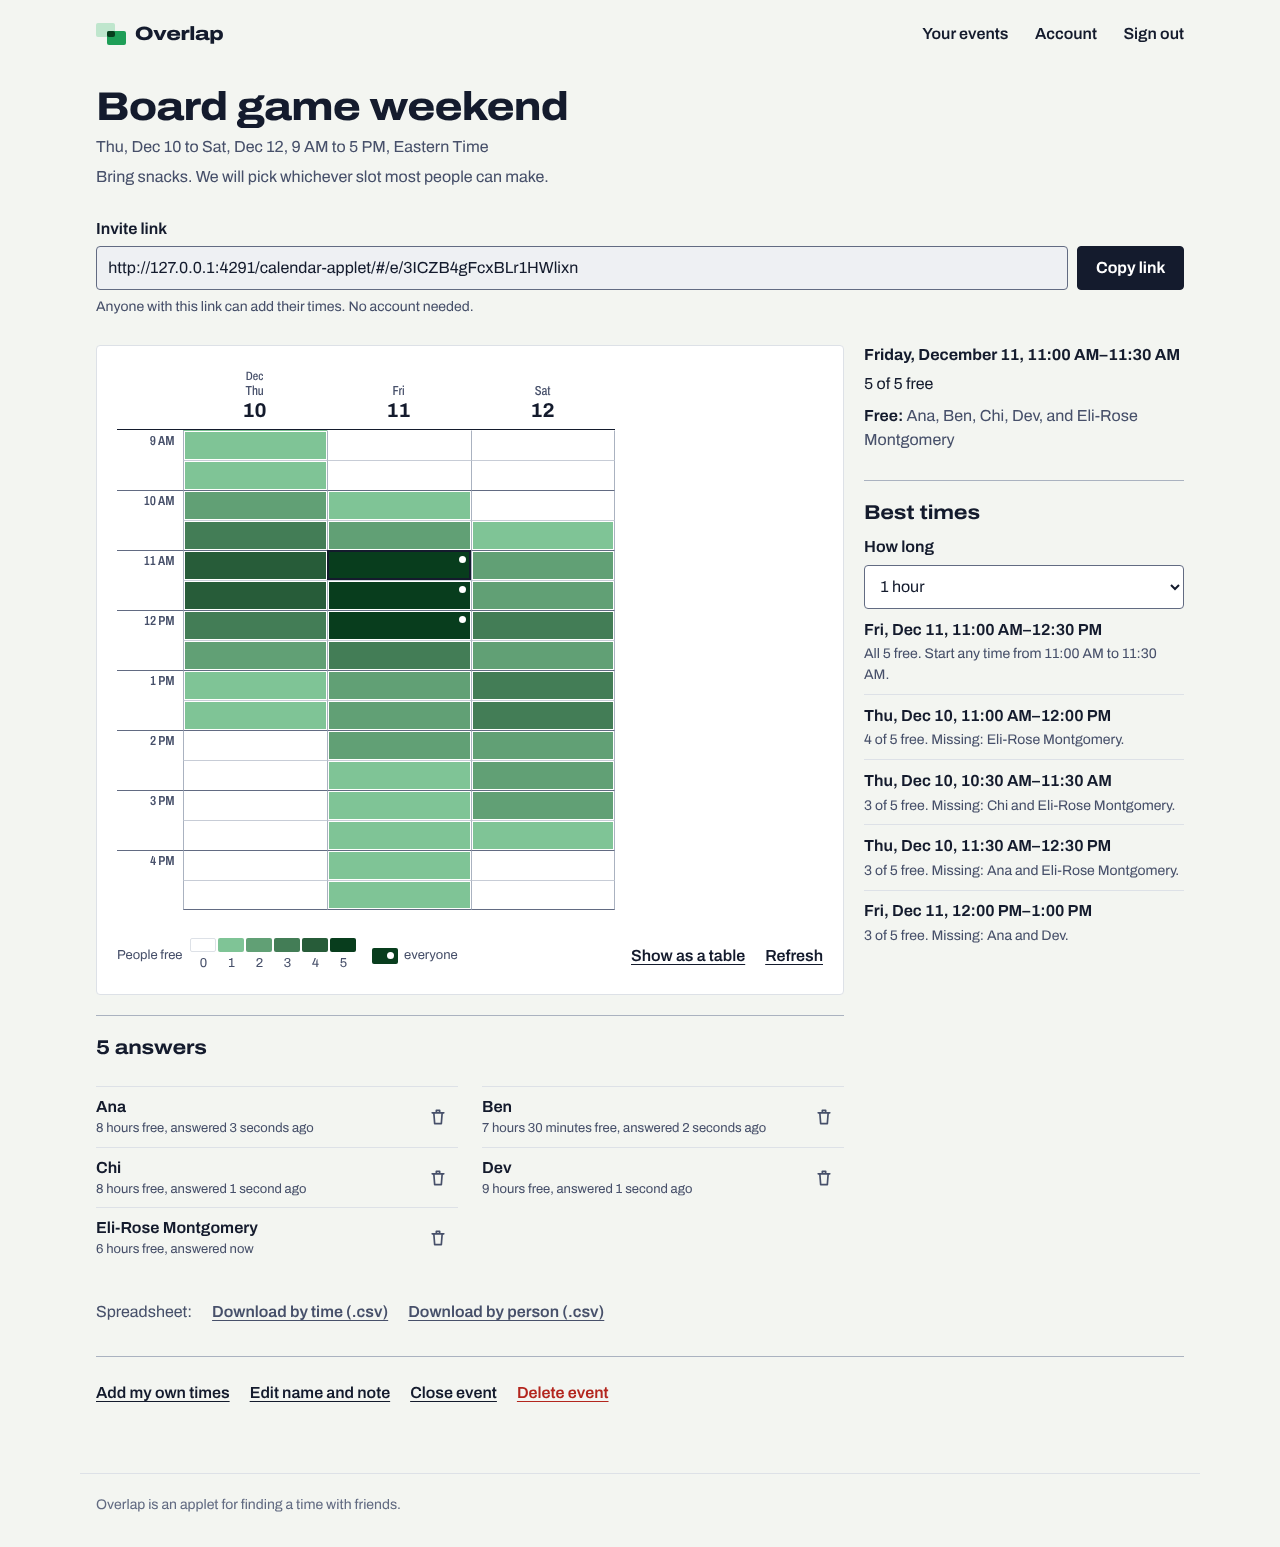 Overlap
Your events
Account
Sign out
Board game weekend
Thu, Dec 10 to Sat, Dec 12, 9 AM to 5 PM, Eastern Time
Bring snacks. We will pick whichever slot most people can make.
Invite link
http://127.0.0.1:4291/calendar-applet/#/e/3ICZB4gFcxBLr1HWlixn
Copy link
Anyone with this link can add their times. No account needed.
Dec
Thu
10
Fri
11
Sat
12
9 AM
10 AM
11 AM
12 PM
1 PM
2 PM
3 PM
4 PM
People free
0 1 2 3 4 5
everyone
Show as a table
Refresh
Friday, December 11, 11:00 AM–11:30 AM
5 of 5 free
Free: Ana, Ben, Chi, Dev, and Eli-Rose
Montgomery
Best times
How long
1 hour
Fri, Dec 11, 11:00 AM–12:30 PM
All 5 free. Start any time from 11:00 AM to 11:30
AM.
Thu, Dec 10, 11:00 AM–12:00 PM
4 of 5 free. Missing: Eli-Rose Montgomery.
Thu, Dec 10, 10:30 AM–11:30 AM
3 of 5 free. Missing: Chi and Eli-Rose Montgomery.
Thu, Dec 10, 11:30 AM–12:30 PM
3 of 5 free. Missing: Ana and Eli-Rose Montgomery.
Fri, Dec 11, 12:00 PM–1:00 PM
3 of 5 free. Missing: Ana and Dev.
5 answers
Ana
8 hours free, answered 3 seconds ago
Ben
7 hours 30 minutes free, answered 2 seconds ago
Chi
8 hours free, answered 1 second ago
Dev
9 hours free, answered 1 second ago
Eli-Rose Montgomery
6 hours free, answered now
Spreadsheet:
Download by time (.csv)
Download by person (.csv)
Add my own times
Edit name and note
Close event
Delete event
Overlap is an applet for finding a time with friends.